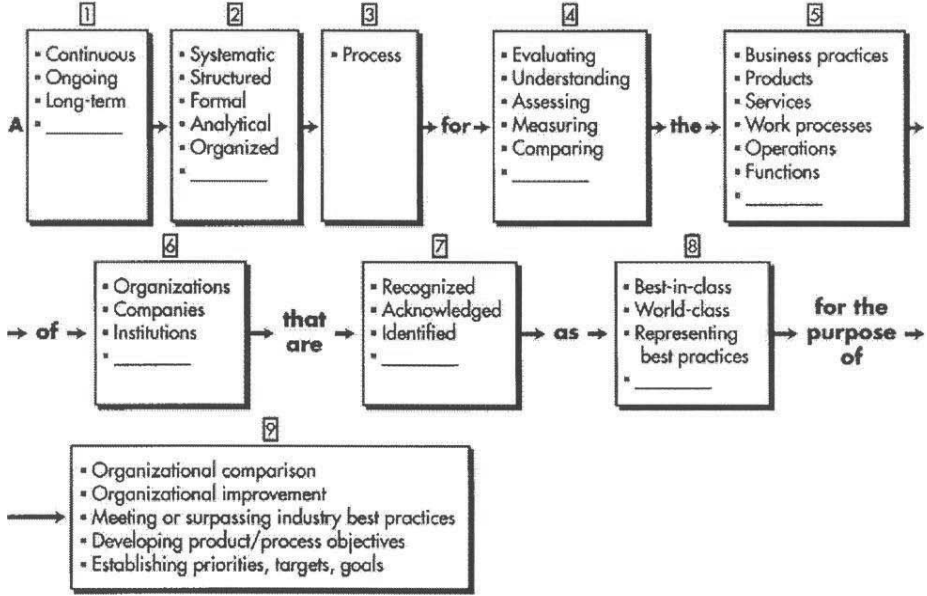 1
Continuous
Ongoing
Long-term
A
2
Systematic
Structured
Formal
Analytical
Organized
3
Process
for
4
Evaluating
Understanding
Assessing
Measuring
Comparing
the
5
Business practices
Products
Services
Work processes
Operations
Functions
of
6
Organizations
Companies
Institutions
that
are
7
Recognized
Acknowledged
Identified
as
8
Best-in-class
World-class
Representing
best practices
for the
purpose
of
9
Organizational comparison
Organizational improvement
Meeting or surpassing industry best practices
Developing product/process objectives
Establishing priorities, targets, goals